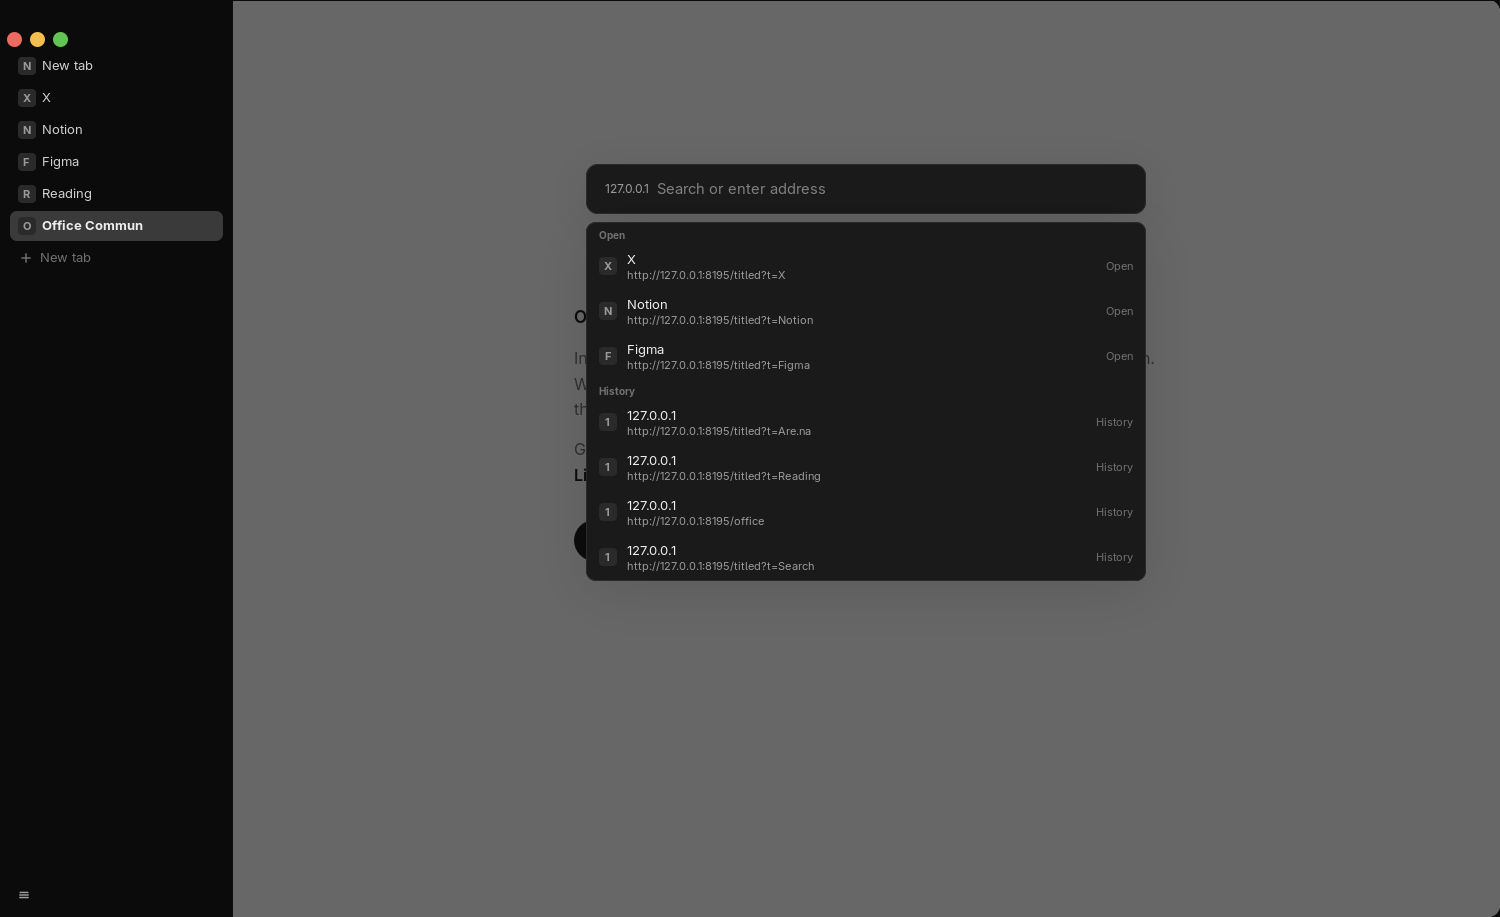 N New tab
X X
N Notion
F Figma
R Reading
O Office Commun
+ New tab
127.0.0.1 Search or enter address
Open
X X
http://127.0.0.1:8195/titled?t=X
Open
N Notion
http://127.0.0.1:8195/titled?t=Notion
Open
F Figma
http://127.0.0.1:8195/titled?t=Figma
Open
History
1 127.0.0.1
http://127.0.0.1:8195/titled?t=Are.na
History
1 127.0.0.1
http://127.0.0.1:8195/titled?t=Reading
History
1 127.0.0.1
http://127.0.0.1:8195/office
History
1 127.0.0.1
http://127.0.0.1:8195/titled?t=Search
History